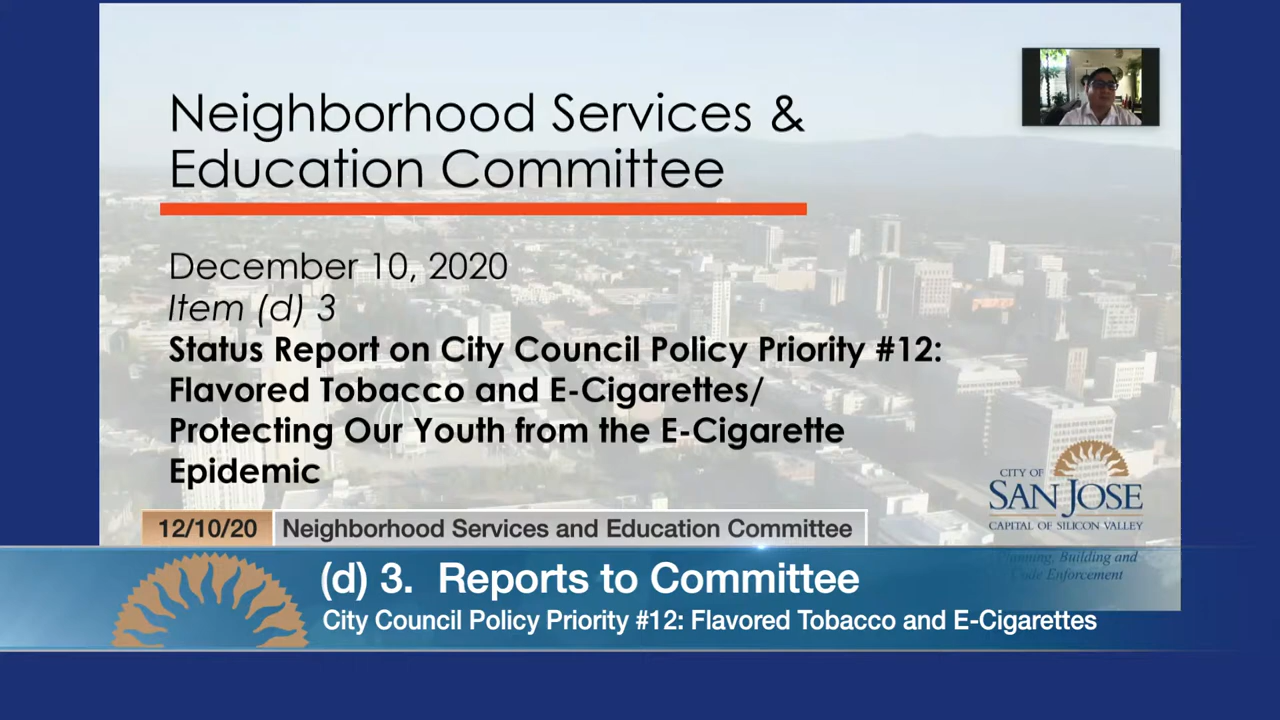 Neighborhood Services &
Education Committee
December 10, 2020
Item (d) 3
Status Report on City Council Policy Priority #12:
Flavored Tobacco and E-Cigarettes/
Protecting Our Youth from the E-Cigarette
Epidemic
CITY OF
SAN JOSE
CAPITAL OF SILICON VALLEY
Planning, Building and
Code Enforcement
12/10/20 Neighborhood Services and Education Committee
(d) 3. Reports to Committee
City Council Policy Priority #12: Flavored Tobacco and E-Cigarettes